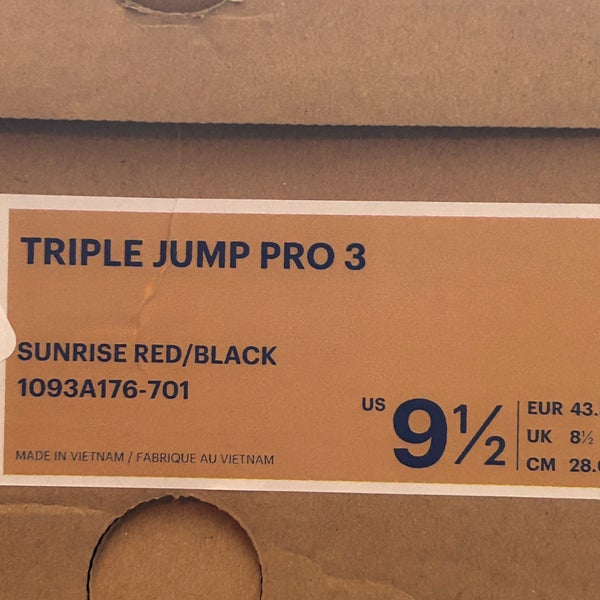 TRIPLE JUMP PRO 3
SUNRISE RED/BLACK
1093A176-701
US 9½
EUR 43.
UK 8½
CM 28.
MADE IN VIETNAM / FABRIQUE AU VIETNAM